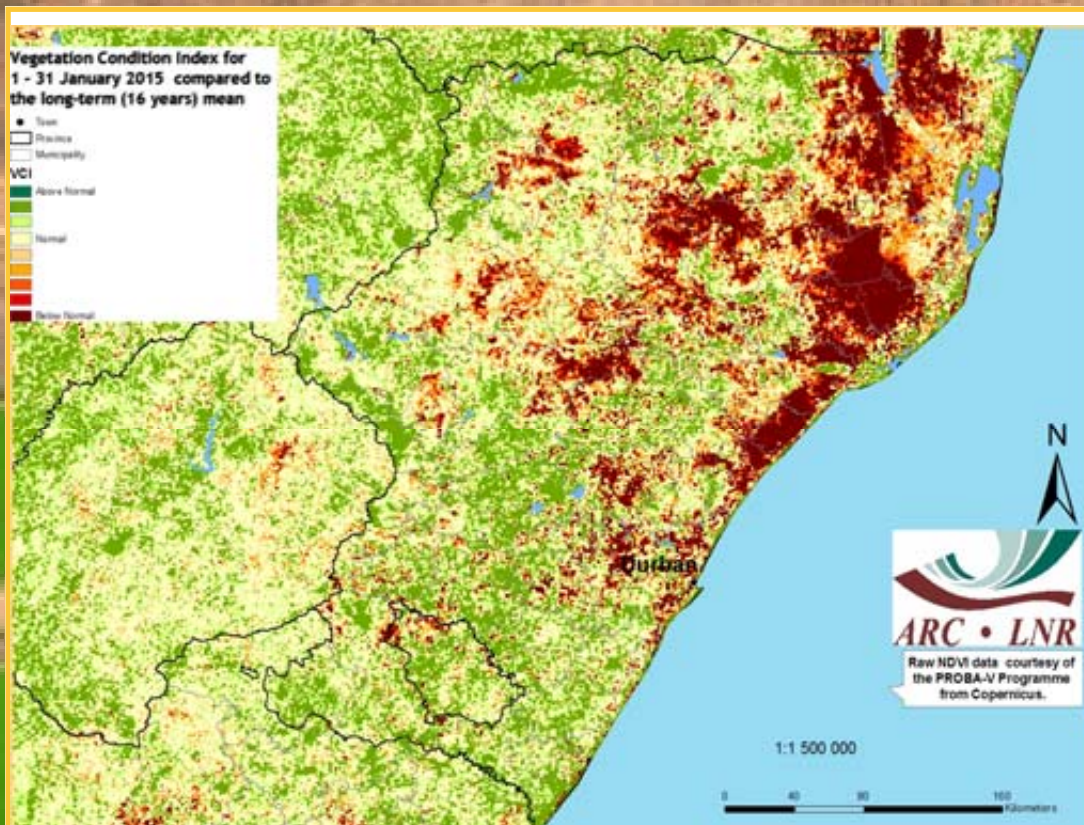 Vegetation Condition Index for
1 - 31 January 2015 compared to
the long-term (16 years) mean
Town
Province
Municipality
VCI
Above Normal
Normal
Below Normal
Durban
N
ARC • LNR
Raw NDVI data courtesy of
the PROBA-V Programme
from Copernicus.
1:1 500 000
0 40 80 160
Kilometers